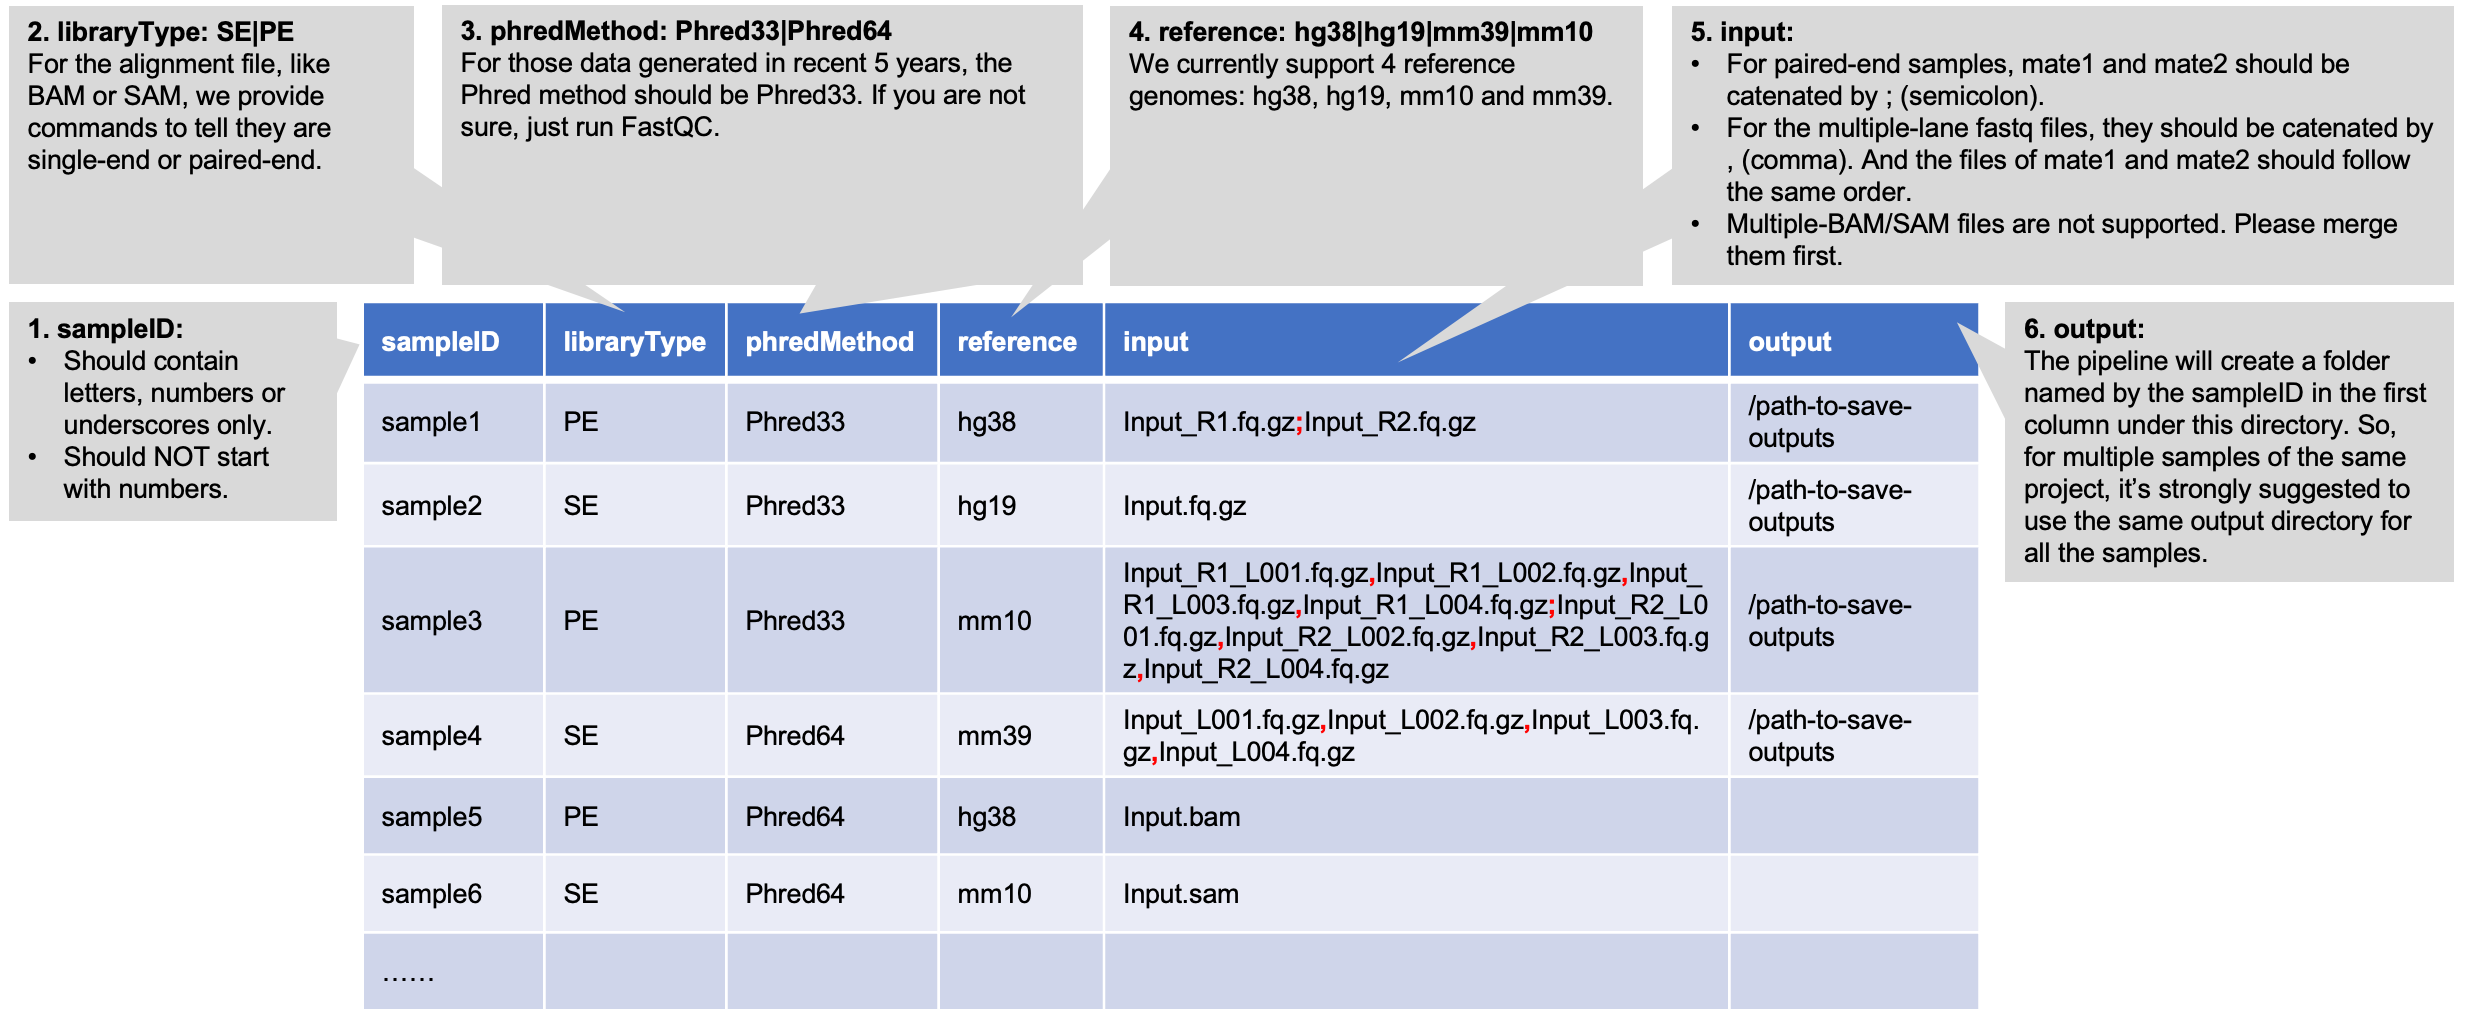 2. libraryType: SE|PE
For the alignment file, like
BAM or SAM, we provide
commands to tell they are
single-end or paired-end.
3. phredMethod: Phred33|Phred64
For those data generated in recent 5 years, the
Phred method should be Phred33. If you are not
sure, just run FastQC.
4. reference: hg38|hg19|mm39|mm10
We currently support 4 reference
genomes: hg38, hg19, mm10 and mm39.
5. input:
• For paired-end samples, mate1 and mate2 should be
catenated by ; (semicolon).
• For the multiple-lane fastq files, they should be catenated by
, (comma). And the files of mate1 and mate2 should follow
the same order.
• Multiple-BAM/SAM files are not supported. Please merge
them first.
1. sampleID:
• Should contain
letters, numbers or
underscores only.
• Should NOT start
with numbers.
sampleID libraryType phredMethod reference input output
sample1 PE Phred33 hg38 Input_R1.fq.gz;Input_R2.fq.gz /path-to-save-
outputs
sample2 SE Phred33 hg19 Input.fq.gz /path-to-save-
outputs
sample3 PE Phred33 mm10 Input_R1_L001.fq.gz,Input_R1_L002.fq.gz,Input_
R1_L003.fq.gz,Input_R1_L004.fq.gz;Input_R2_L0
01.fq.gz,Input_R2_L002.fq.gz,Input_R2_L003.fq.g
z,Input_R2_L004.fq.gz
/path-to-save-
outputs
sample4 SE Phred64 mm39 Input_L001.fq.gz,Input_L002.fq.gz,Input_L003.fq.
gz,Input_L004.fq.gz
/path-to-save-
outputs
sample5 PE Phred64 hg38 Input.bam
sample6 SE Phred64 mm10 Input.sam
……
6. output:
The pipeline will create a folder
named by the sampleID in the first
column under this directory. So,
for multiple samples of the same
project, it’s strongly suggested to
use the same output directory for
all the samples.